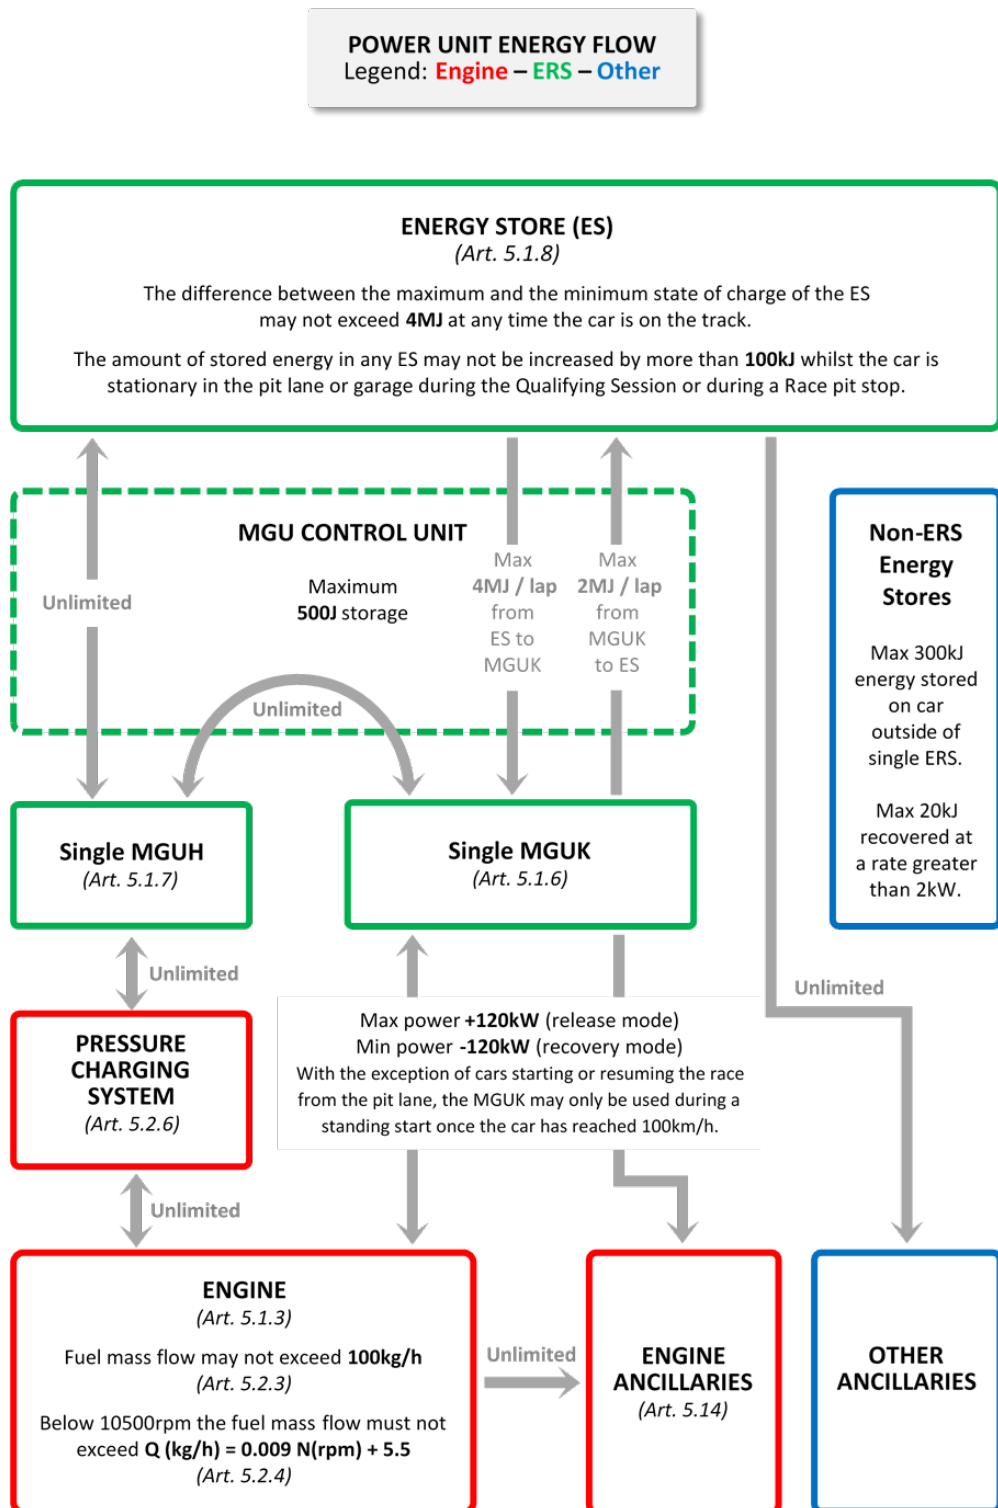 POWER UNIT ENERGY FLOW
Legend: Engine – ERS – Other
ENERGY STORE (ES)
(Art. 5.1.8)
The difference between the maximum and the minimum state of charge of the ES
may not exceed 4MJ at any time the car is on the track.
The amount of stored energy in any ES may not be increased by more than 100kJ whilst the car is
stationary in the pit lane or garage during the Qualifying Session or during a Race pit stop.
MGU CONTROL UNIT
Maximum
500J storage
Unlimited
Max
4MJ / lap
from
ES to
MGUK
Max
2MJ / lap
from
MGUK
to ES
Unlimited
Non-ERS
Energy
Stores
Max 300kJ
energy stored
on car
outside of
single ERS.
Max 20kJ
recovered at
a rate greater
than 2kW.
Single MGUH
(Art. 5.1.7)
Single MGUK
(Art. 5.1.6)
Unlimited
Unlimited
PRESSURE
CHARGING
SYSTEM
(Art. 5.2.6)
Max power +120kW (release mode)
Min power -120kW (recovery mode)
With the exception of cars starting or resuming the race
from the pit lane, the MGUK may only be used during a
standing start once the car has reached 100km/h.
Unlimited
ENGINE
(Art. 5.1.3)
Fuel mass flow may not exceed 100kg/h
(Art. 5.2.3)
Below 10500rpm the fuel mass flow must not
exceed Q (kg/h) = 0.009 N(rpm) + 5.5
(Art. 5.2.4)
Unlimited
ENGINE
ANCILLARIES
(Art. 5.14)
OTHER
ANCILLARIES